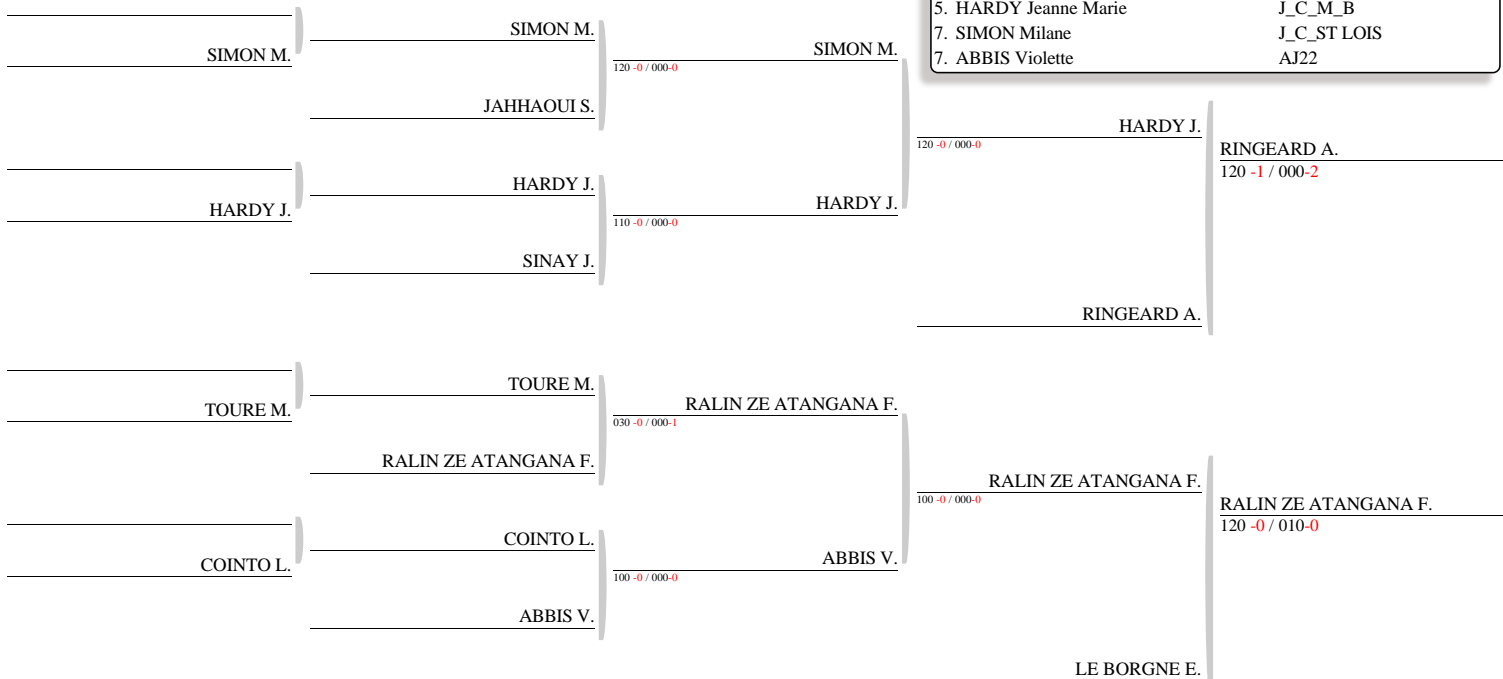 5. HARDY Jeanne Marie J_C_M_B
7. SIMON Milane J_C_ST LOIS
7. ABBIS Violette AJ22
SIMON M.
SIMON M.
JAHHAOUI S.
SIMON M.
120 -0 / 000-0
HARDY J.
HARDY J.
SINAY J.
HARDY J.
110 -0 / 000-0
HARDY J.
120 -0 / 000-0
RINGEARD A.
RINGEARD A.
120 -1 / 000-2
TOURE M.
TOURE M.
RALIN ZE ATANGANA F.
RALIN ZE ATANGANA F.
030 -0 / 000-1
COINTO L.
COINTO L.
ABBIS V.
ABBIS V.
100 -0 / 000-0
RALIN ZE ATANGANA F.
100 -0 / 000-0
LE BORGNE E.
RALIN ZE ATANGANA F.
120 -0 / 010-0